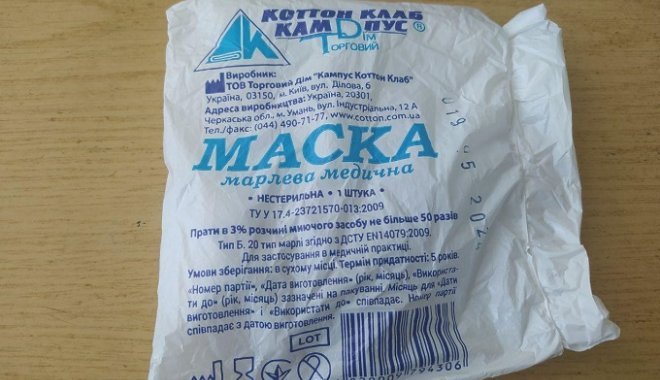 КОТТОН КЛАБ
КАМПУС ®
ТДІМ
ТОРГОВИЙ
Виробник:
ТОВ Торговий Дім "Кампус Коттон Клаб"
Україна, 03150, м. Київ, вул. Ділова, 6
Адреса виробництва: Україна, 20301,
Черкаська обл., м. Умань, вул. Індустріальна, 12 А
Тел./факс: (044) 490-71-77, www.cotton.com.ua
МАСКА
марлева медична
• НЕСТЕРИЛЬНА • 1 ШТУКА •
ТУ У 17.4-23721570-013:2009
Прати в 3% розчині миючого засобу не більше 50 разів
Тип Б. 20 тип марлі згідно з ДСТУ EN14079:2009.
Для застосування в медичній практиці.
Умови зберігання: в сухому місці. Термін придатності: 5 років.
«Номер партії», «Дата виготовлення» (рік, місяць), «Використа-
ти до» (рік, місяць) зазначені на пакуванні. Місяць для «Дати
виготовлення» і «Використати до» співпадає. Номер партії
співпадає з датою виготовлення.
LOT